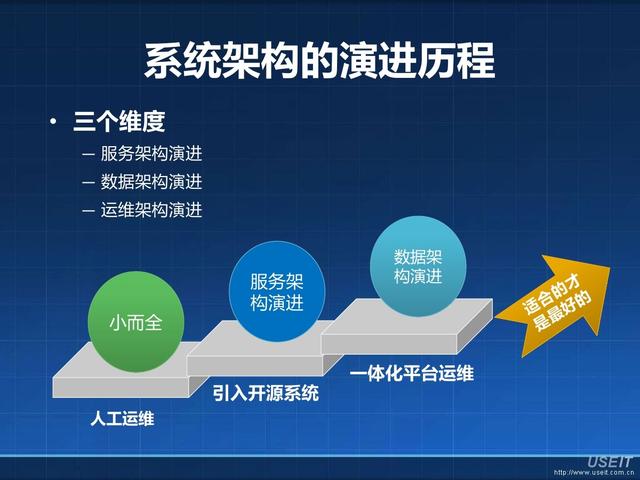 系统架构的演进历程
• 三个维度
– 服务架构演进
– 数据架构演进
– 运维架构演进
小而全
服务架
构演进
数据架
构演进
适合的才
是最好的
人工运维
引入开源系统
一体化平台运维
USEIT
http://www.useit.com.cn